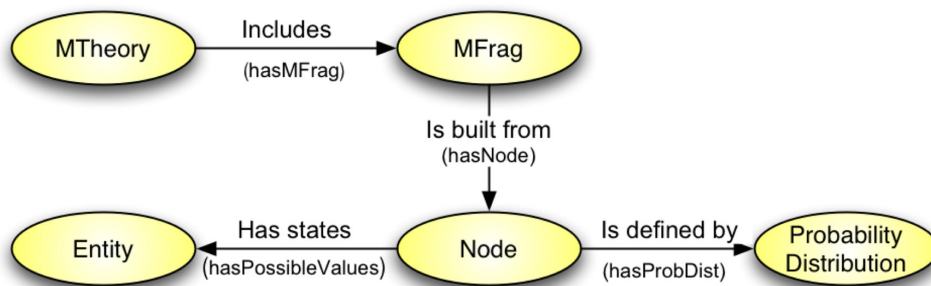 Includes
MTheory
MFrag
(hasMFrag)
Is built from
(hasNode)
Has states
Is defined by
Probability
Distribution
Entity
Node
(hasPossibleValues)
(hasProbDist)